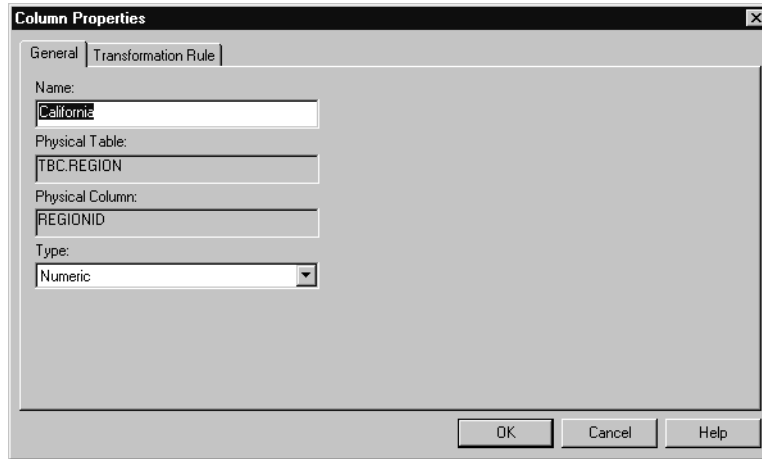 Column Properties
General
Transformation Rule
Name:
California
Physical Table:
TBC.REGION
Physical Column:
REGIONID
Type:
Numeric
OK Cancel Help